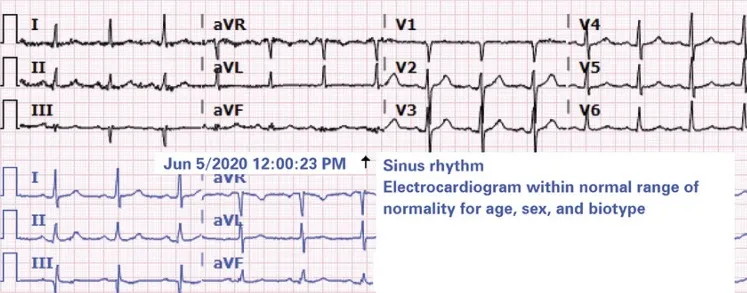 I aVR V1 V4
II aVL V2 V5
III aVF V3 V6
Jun 5/2020 12:00:23 PM
Sinus rhythm
Electrocardiogram within normal range of
normality for age, sex, and biotype
I aVR
II aVL
III aVF